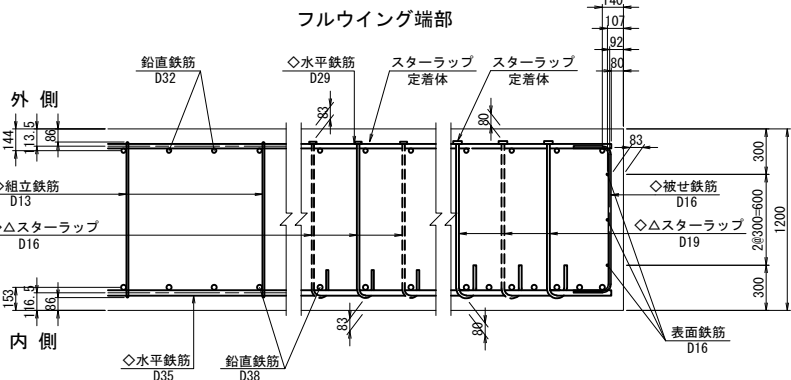 フルウイング端部
140
107
92
80
鉛直鉄筋
D32
◇水平鉄筋
D29
スターラップ
定着体
スターラップ
定着体
外 側
83
80
83
144
113.5
86
◇組立鉄筋
D13
◇△スターラップ
D16
◇被せ鉄筋
D16
◇△スターラップ
D19
300
2@300=600
300
1200
153
116.5
86
83
80
内 側
◇水平鉄筋
D35
鉛直鉄筋
D38
表面鉄筋
D16